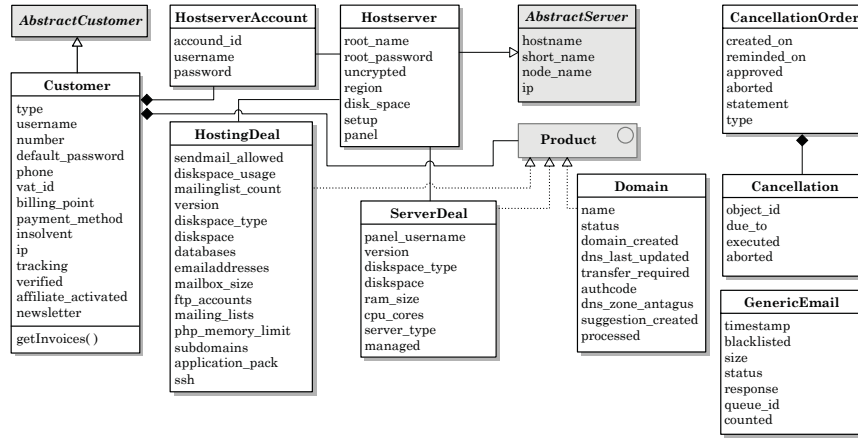 AbstractCustomer
Customer
type
username
number
default_password
phone
vat_id
billing_point
payment_method
insolvent
ip
tracking
verified
affiliate_activated
newsletter
getInvoices( )
HostserverAccount
accound_id
username
password
HostingDeal
sendmail_allowed
diskspace_usage
mailinglist_count
version
diskspace_type
diskspace
databases
emailaddresses
mailbox_size
ftp_accounts
mailing_lists
php_memory_limit
subdomains
application_pack
ssh
Hostserver
root_name
root_password
uncrypted
region
disk_space
setup
panel
ServerDeal
panel_username
version
diskspace_type
diskspace
ram_size
cpu_cores
server_type
managed
AbstractServer
hostname
short_name
node_name
ip
Product
Domain
name
status
domain_created
dns_last_updated
transfer_required
authcode
dns_zone_antagus
suggestion_created
processed
CancellationOrder
created_on
reminded_on
approved
aborted
statement
type
Cancellation
object_id
due_to
executed
aborted
GenericEmail
timestamp
blacklisted
size
status
response
queue_id
counted